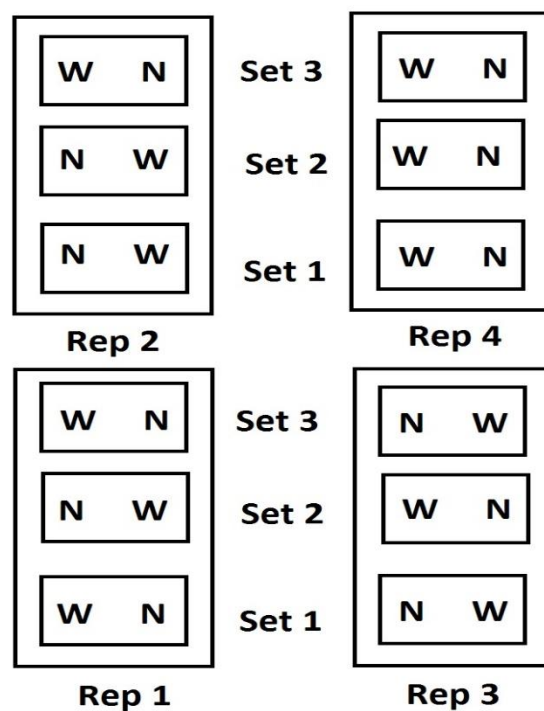 W N Set 3 W N
N W Set 2 W N
N W Set 1 W N
Rep 2 Rep 4
W N Set 3 N W
N W Set 2 W N
W N Set 1 N W
Rep 1 Rep 3